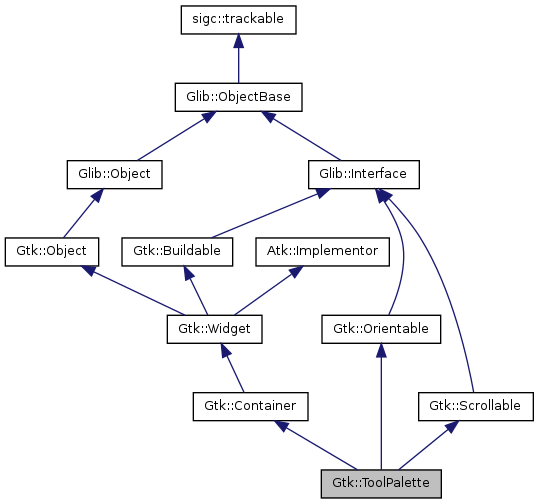 sigc::trackable
Glib::ObjectBase
Glib::Object
Glib::Interface
Gtk::Object
Gtk::Buildable
Atk::Implementor
Gtk::Widget
Gtk::Orientable
Gtk::Container
Gtk::Scrollable
Gtk::ToolPalette